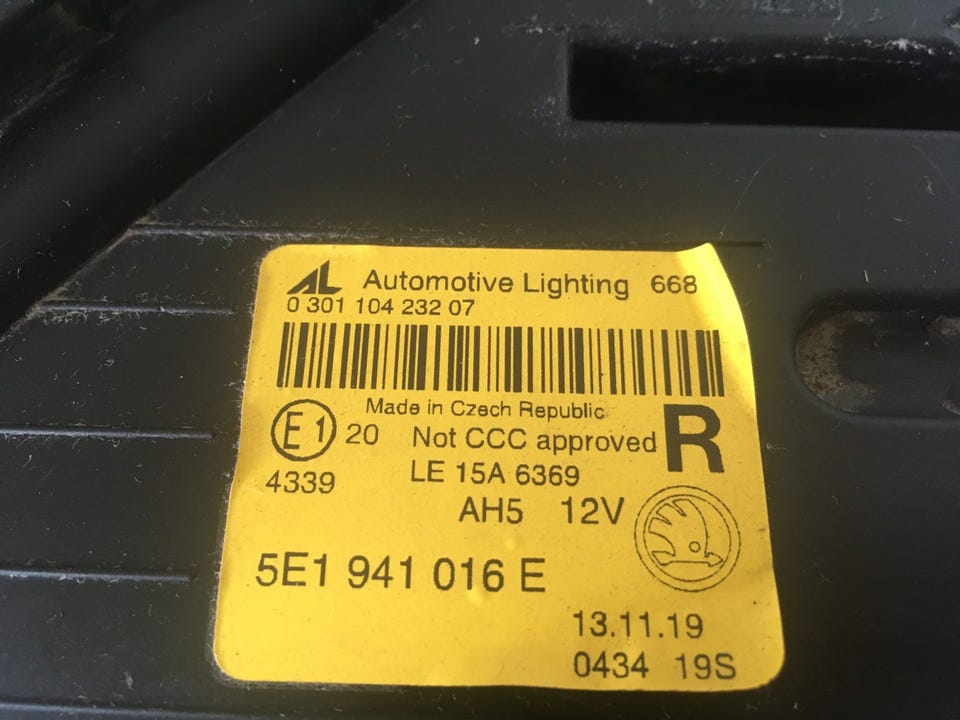 AL Automotive Lighting 668
0 301 104 232 07
Made in Czech Republic
E1 20 Not CCC approved R
4339 LE 15A 6369
AH5 12V
5E1 941 016 E
13.11.19
0434 19S